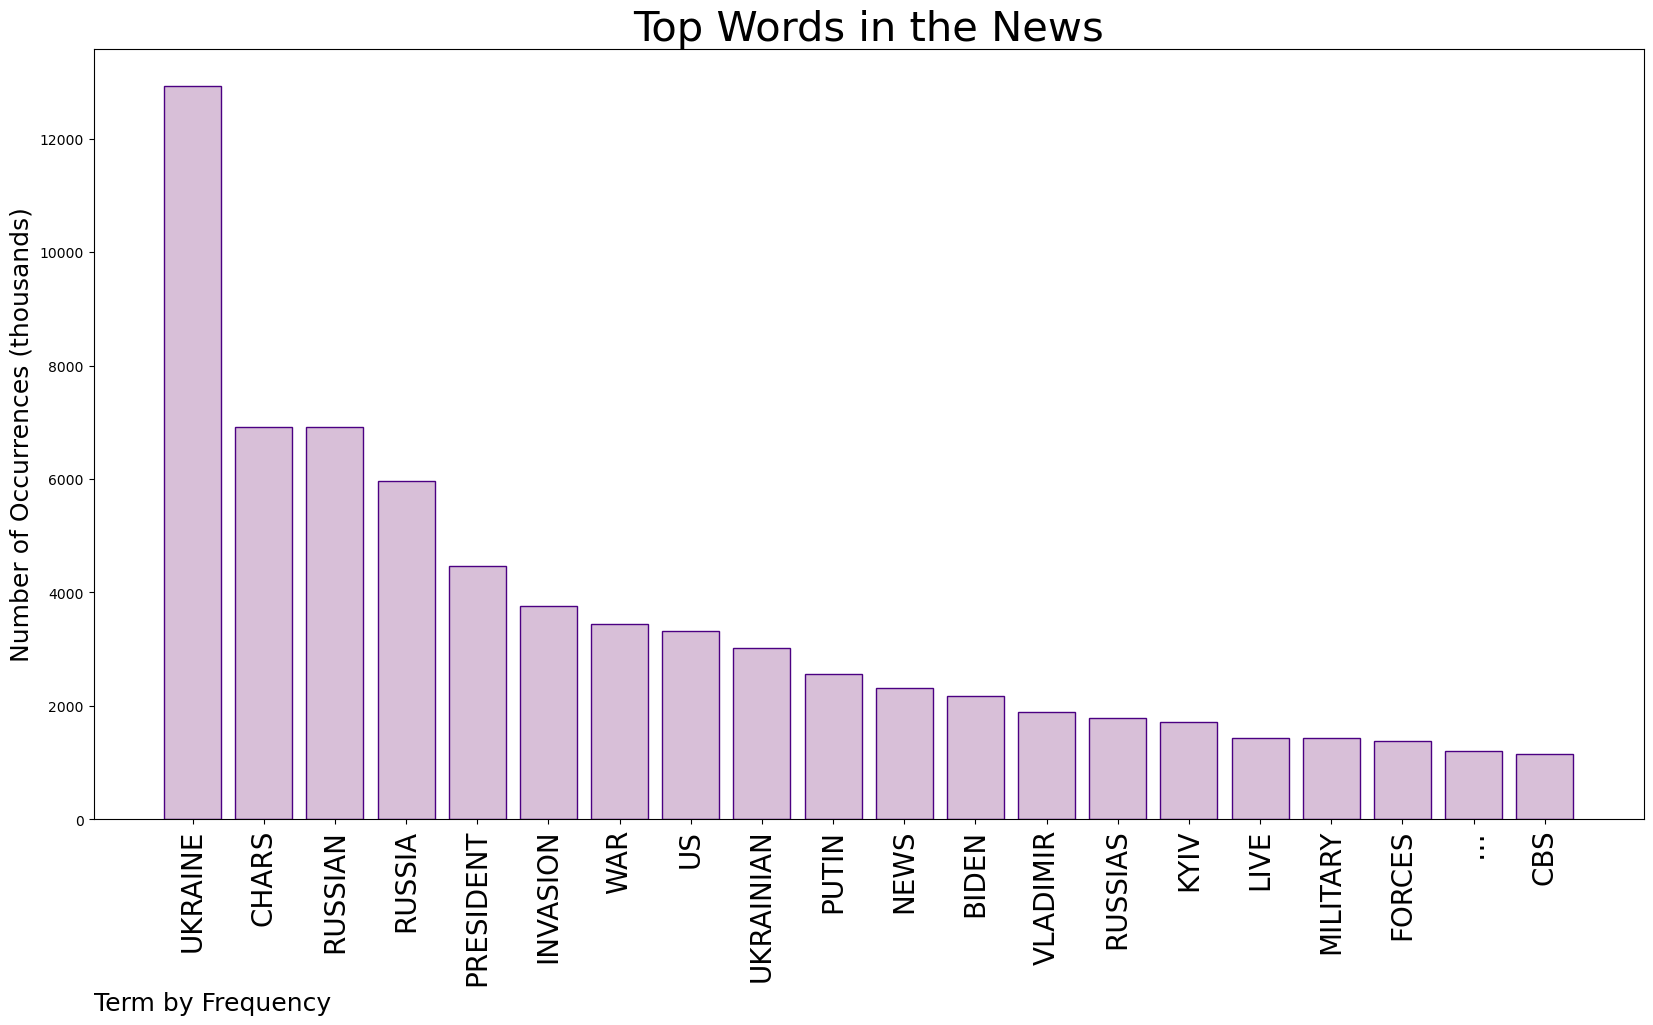 Top Words in the News
Number of Occurrences (thousands)
12000
10000
8000
6000
4000
2000
0
UKRAINE
CHARS
RUSSIAN
RUSSIA
PRESIDENT
INVASION
WAR
US
UKRAINIAN
PUTIN
NEWS
BIDEN
VLADIMIR
RUSSIAS
KYIV
LIVE
MILITARY
FORCES
…
CBS
Term by Frequency